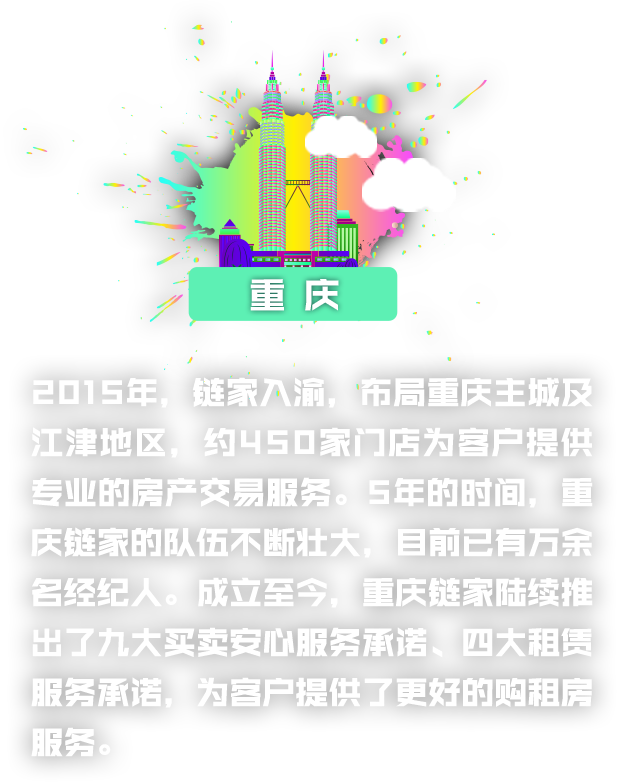 重庆
2015年，链家入渝，布局重庆主城及
江津地区，约450家门店为客户提供
专业的房产交易服务。5年的时间，重
庆链家的队伍不断壮大，目前已有万余
名经纪人。成立至今，重庆链家陆续推
出了九大买卖安心服务承诺、四大租赁
服务承诺，为客户提供了更好的购租房
服务。